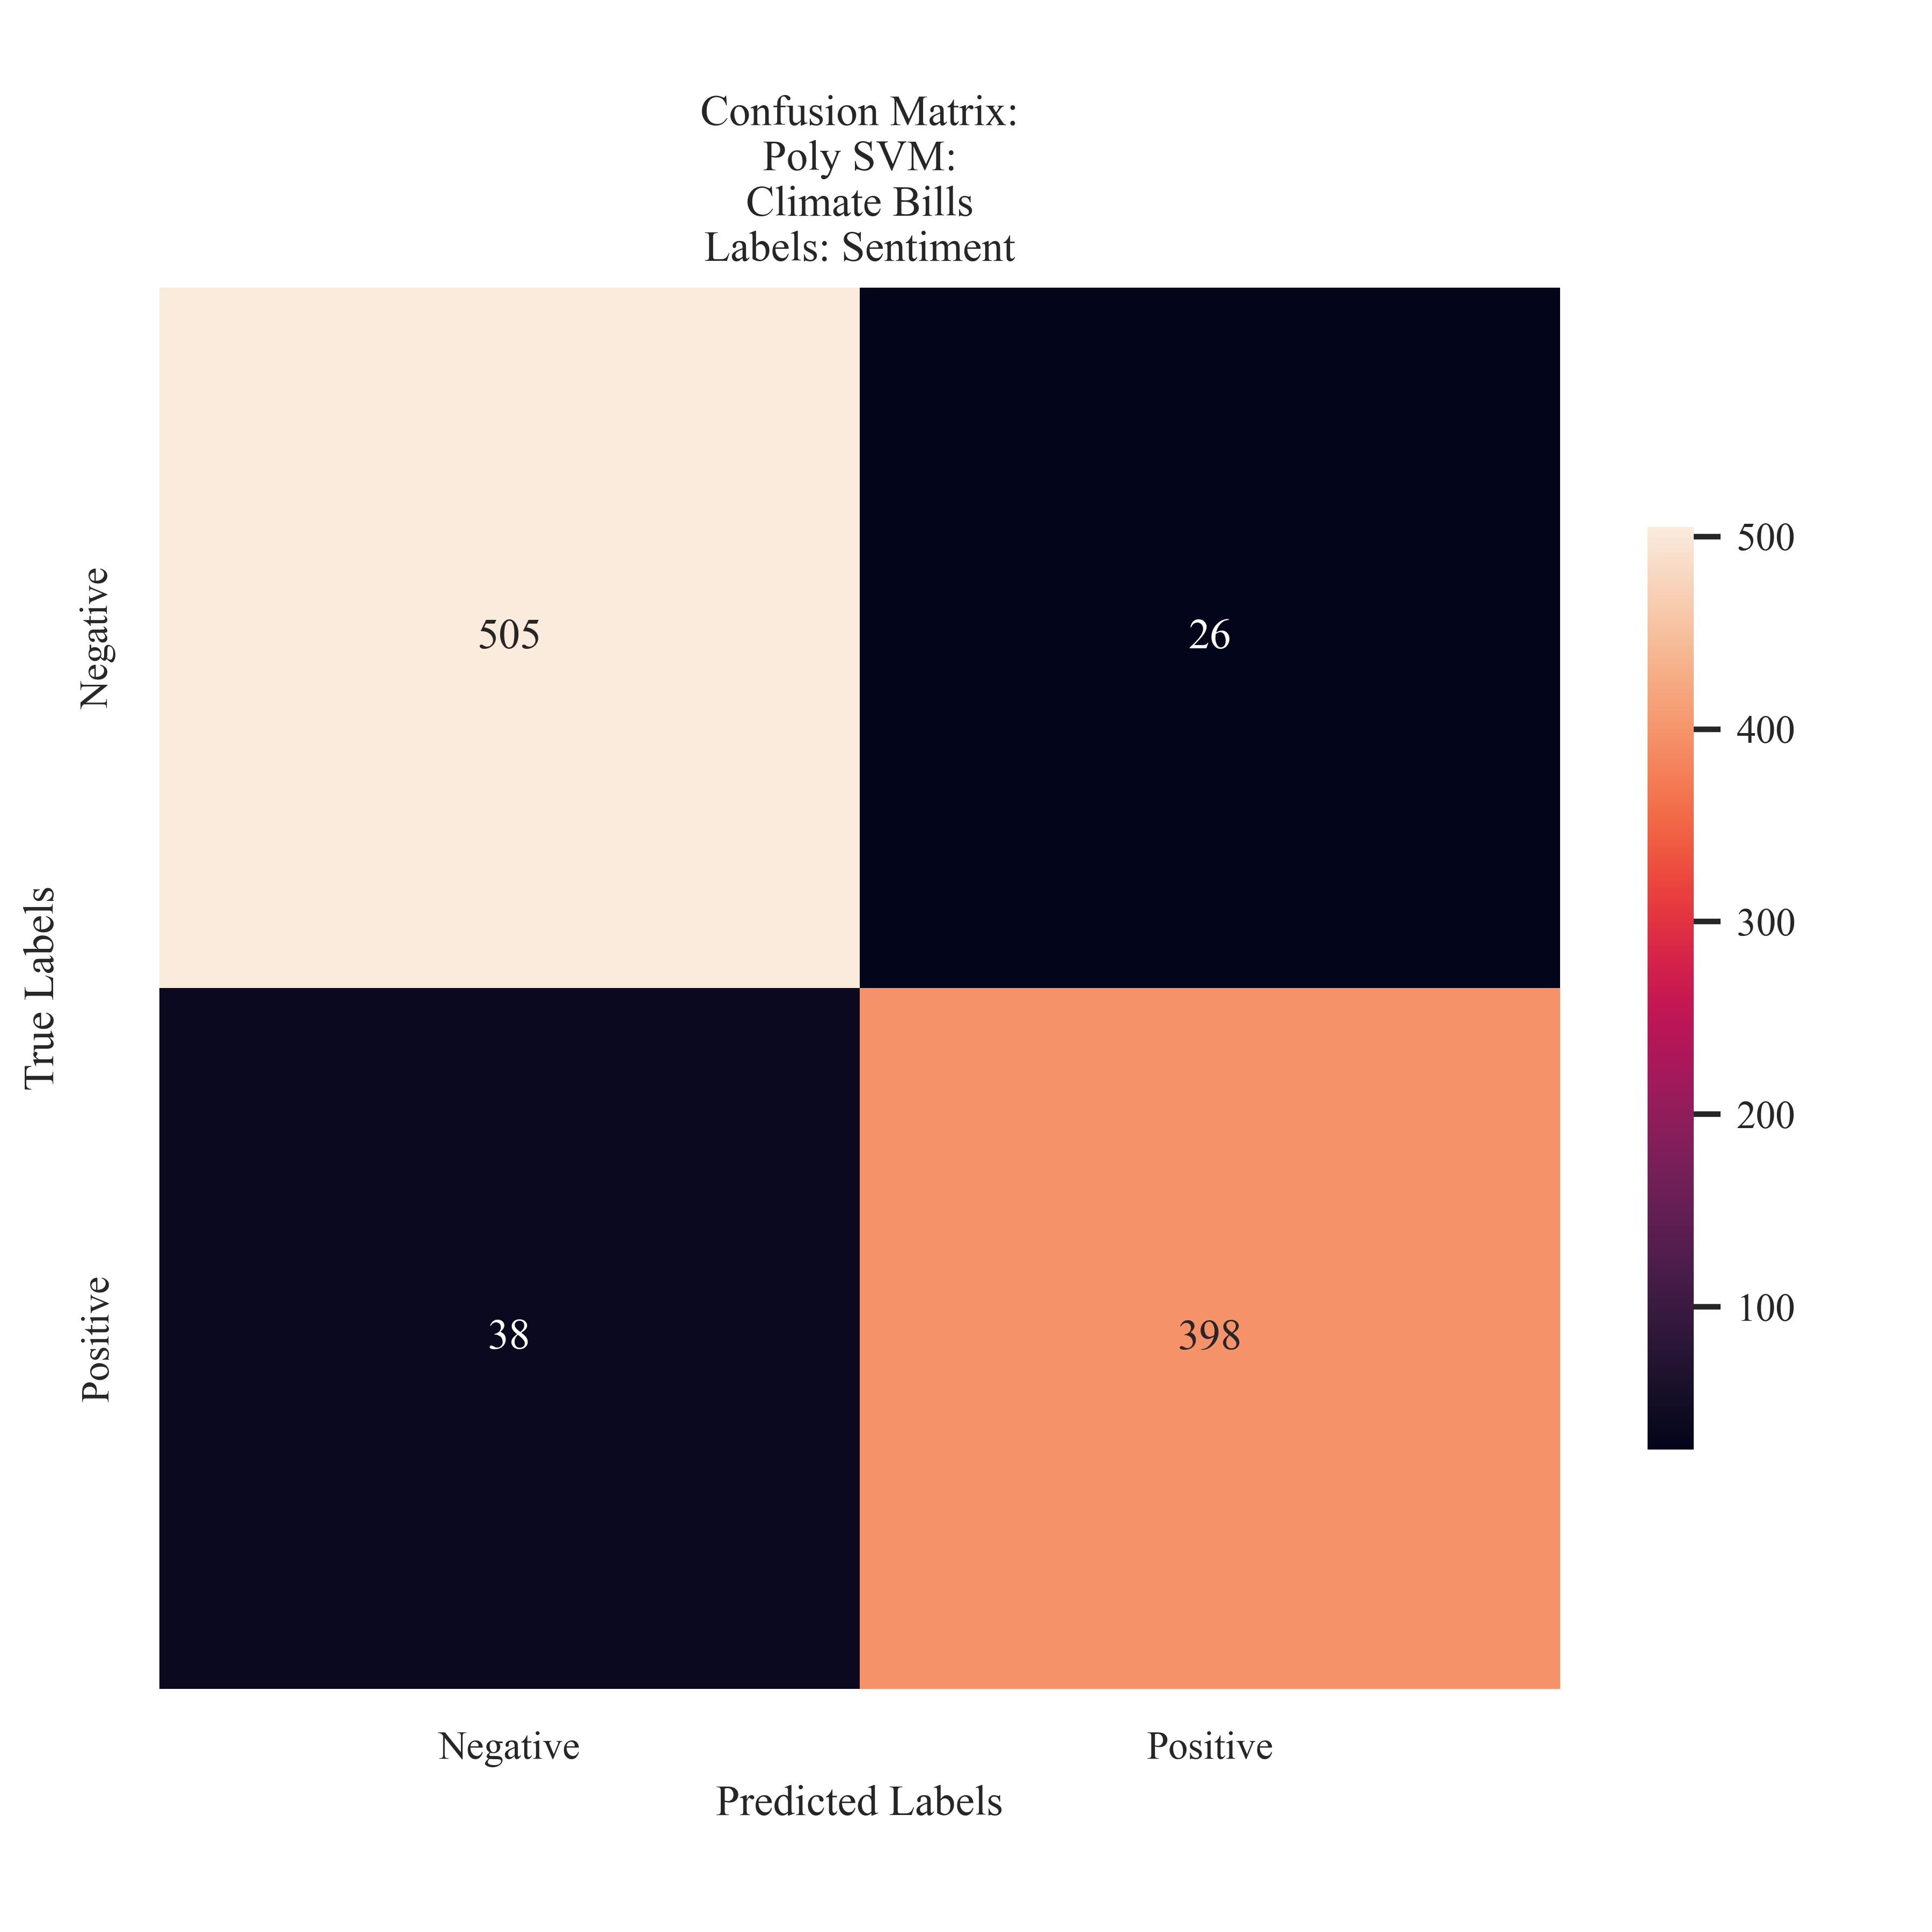 Confusion Matrix:
Poly SVM:
Climate Bills
Labels: Sentiment
True Labels
Negative
Positive
505
26
38
398
Negative
Positive
Predicted Labels
500
400
300
200
100